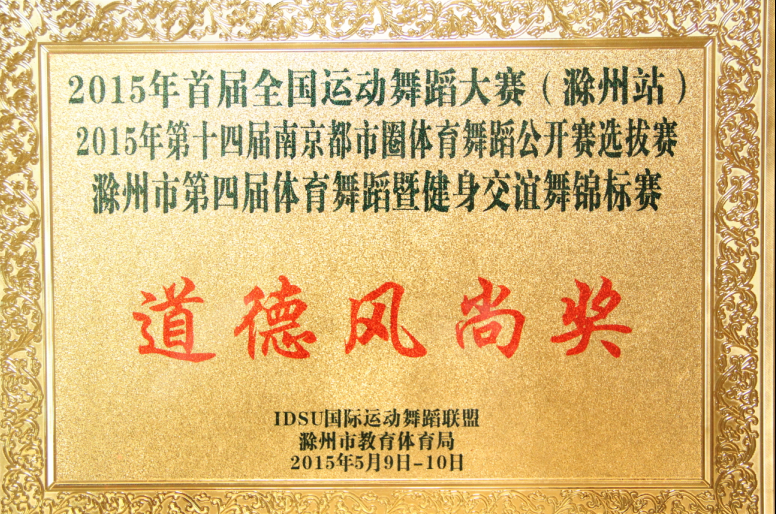 2015年首届全国运动舞蹈大赛（滁州站）
2015年第十四届南京都市圈体育舞蹈公开赛选拔赛
滁州市第四届体育舞蹈暨健身交谊舞锦标赛
道德风尚奖
IDSU国际运动舞蹈联盟
滁州市教育体育局
2015年5月9日-10日